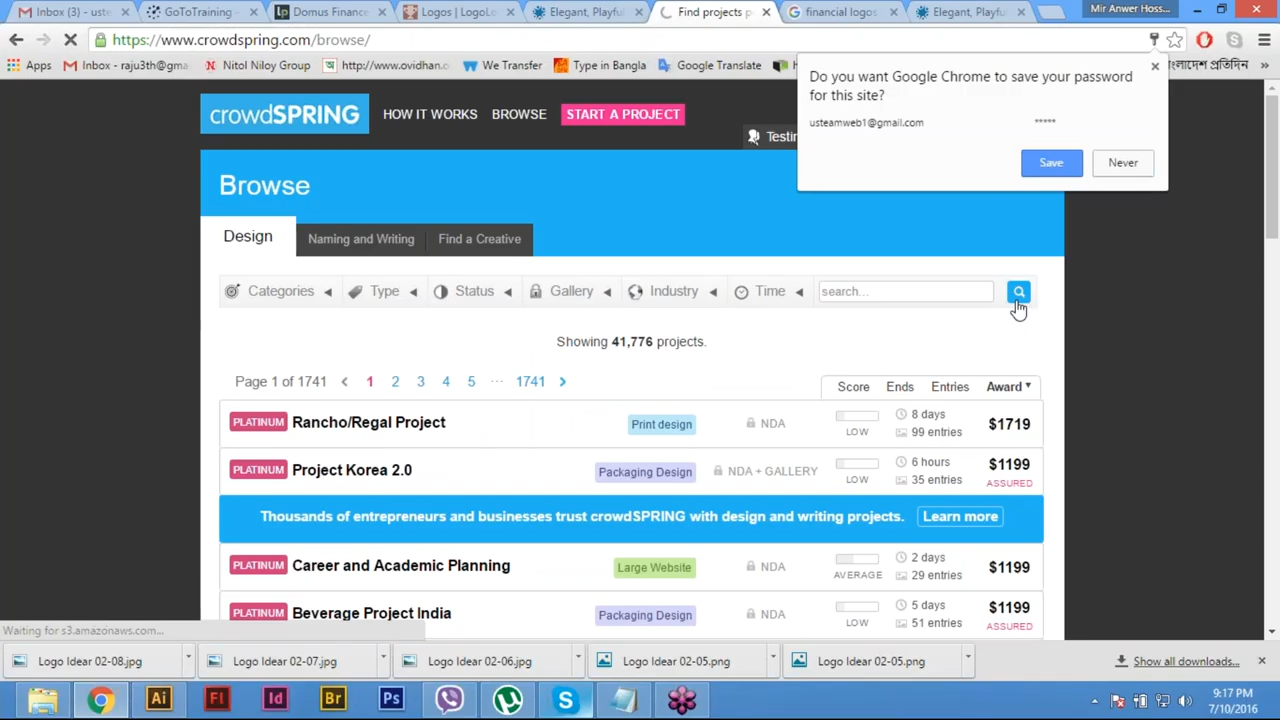 Mir Anwer Hoss...
Inbox (3) - uste
GoToTraining -
Domus Finance
Logos | LogoLo
Elegant, Playful
Find projects p
financial logos
Elegant, Playfu
https://www.crowdspring.com/browse/
Apps
Inbox - raju3th@gma
Nitol Niloy Group
http://www.ovidhan.
We Transfer
Type in Bangla
Google Translate
বাংলাদেশ প্রতিদিন
»
Do you want Google Chrome to save your password
for this site?
usteamweb1@gmail.com *****
Save Never
crowdSPRING HOW IT WORKS BROWSE START A PROJECT
Testin
Browse
Design Naming and Writing Find a Creative
Categories Type Status Gallery Industry Time search...
Showing 41,776 projects.
Page 1 of 1741 1 2 3 4 5 ... 1741
Score Ends Entries Award
PLATINUM Rancho/Regal Project Print design NDA LOW 8 days 99 entries $1719
PLATINUM Project Korea 2.0 Packaging Design NDA + GALLERY LOW 6 hours 35 entries $1199 ASSURED
Thousands of entrepreneurs and businesses trust crowdSPRING with design and writing projects. Learn more
PLATINUM Career and Academic Planning Large Website NDA AVERAGE 2 days 29 entries $1199
PLATINUM Beverage Project India Packaging Design NDA LOW 5 days 51 entries $1199 ASSURED
Waiting for s3.amazonaws.com...
Logo Idear 02-08.jpg
Logo Idear 02-07.jpg
Logo Idear 02-06.jpg
Logo Idear 02-05.png
Logo Idear 02-05.png
Show all downloads...
Ai Fl Id Br Ps
9:17 PM
7/10/2016